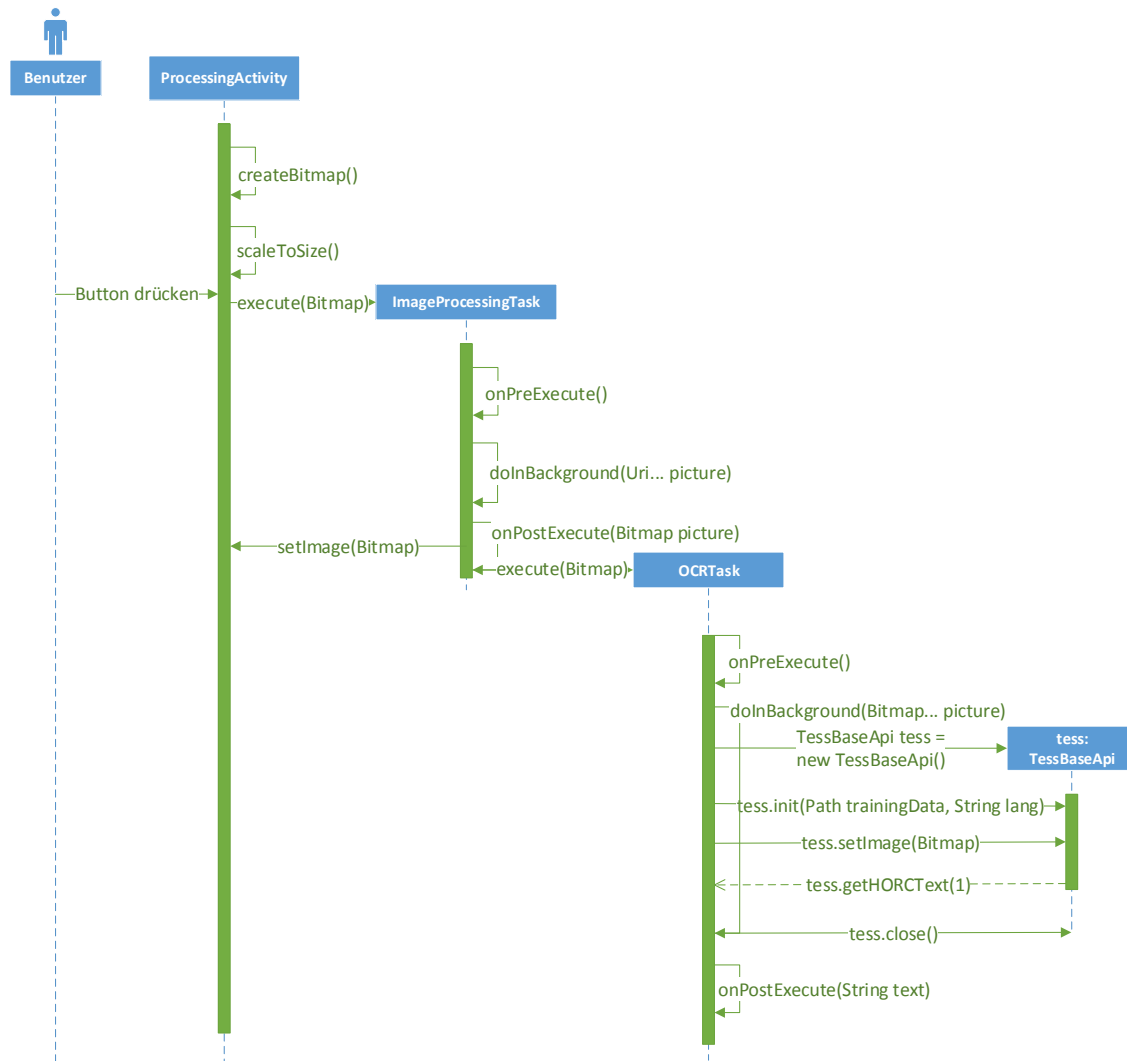 Benutzer
ProcessingActivity
createBitmap()
scaleToSize()
Button drücken
execute(Bitmap)
ImageProcessingTask
onPreExecute()
doInBackground(Uri... picture)
onPostExecute(Bitmap picture)
setImage(Bitmap)
execute(Bitmap)
OCRTask
onPreExecute()
doInBackground(Bitmap... picture)
TessBaseApi tess =
new TessBaseApi()
tess:
TessBaseApi
tess.init(Path trainingData, String lang)
tess.setImage(Bitmap)
tess.getHORCText(1)
tess.close()
onPostExecute(String text)